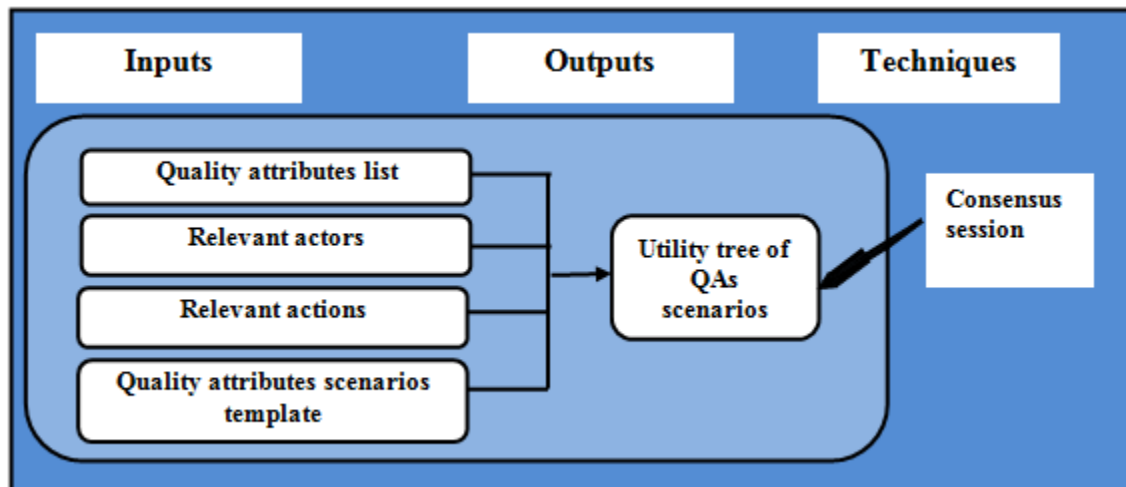 Inputs
Outputs
Techniques
Quality attributes list
Relevant actors
Relevant actions
Quality attributes scenarios
template
Utility tree of
QAs
scenarios
Consensus
session